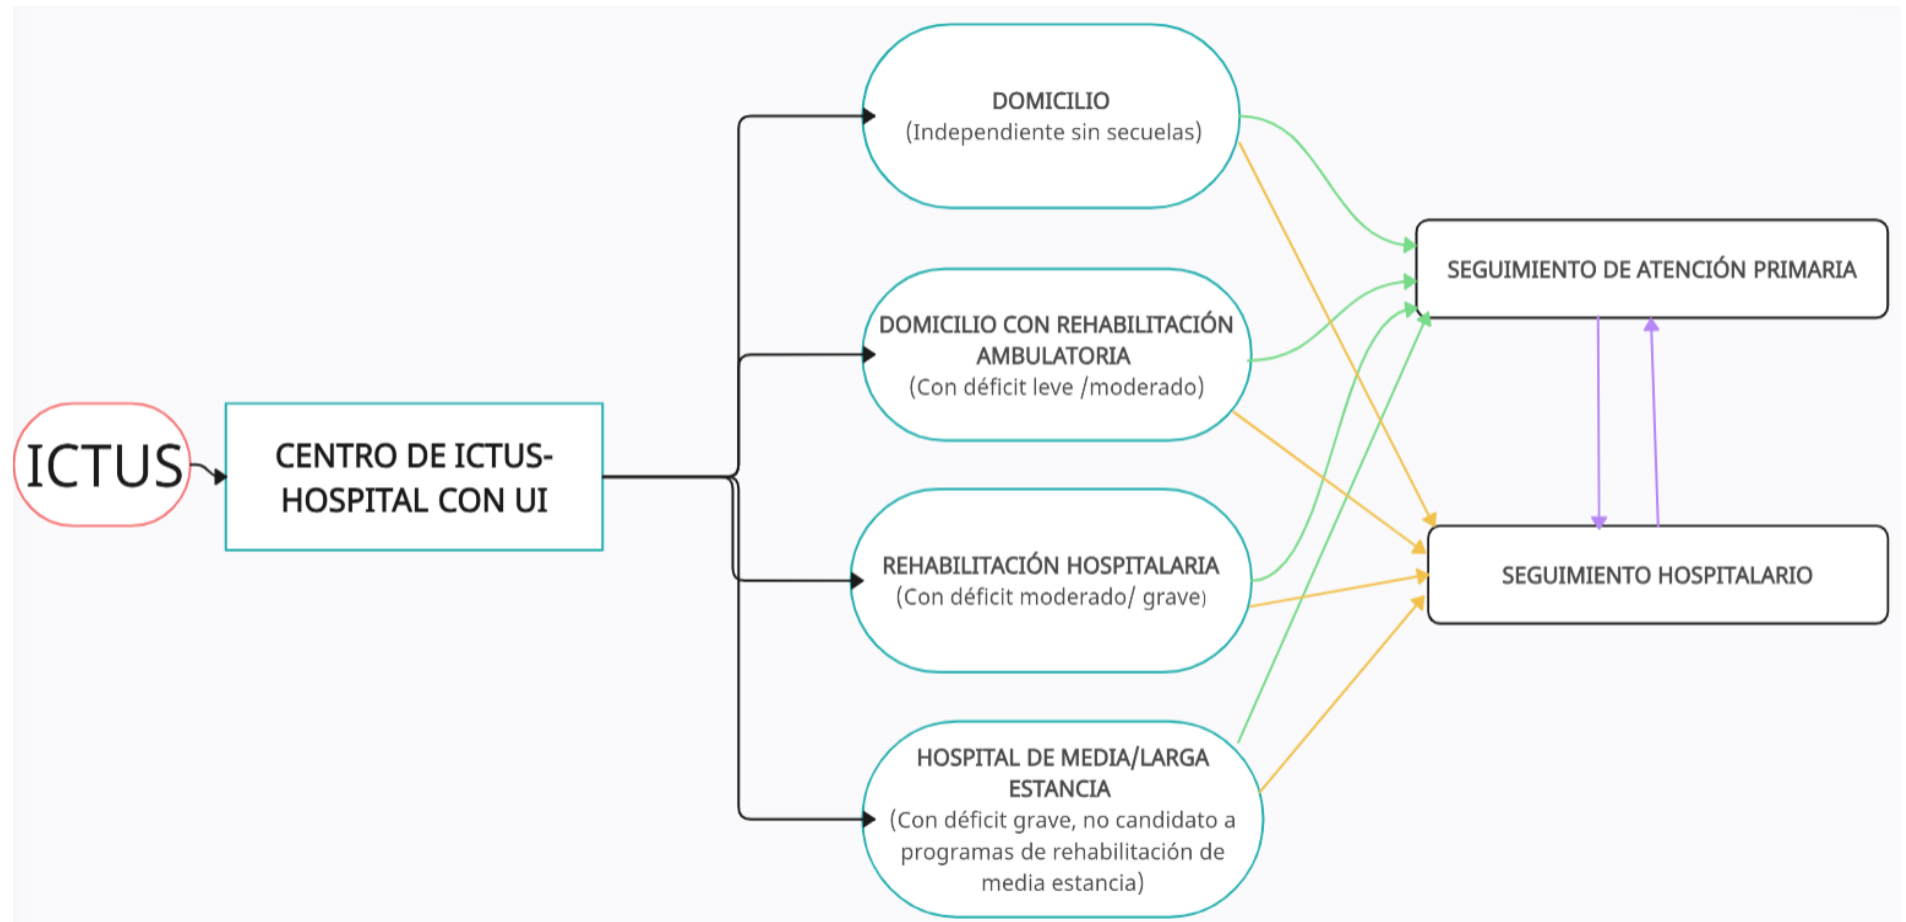 ICTUS
CENTRO DE ICTUS-
HOSPITAL CON UI
DOMICILIO
(Independiente sin secuelas)
DOMICILIO CON REHABILITACIÓN
AMBULATORIA
(Con déficit leve /moderado)
REHABILITACIÓN HOSPITALARIA
(Con déficit moderado/ grave)
HOSPITAL DE MEDIA/LARGA
ESTANCIA
(Con déficit grave, no candidato a
programas de rehabilitación de
media estancia)
SEGUIMIENTO DE ATENCIÓN PRIMARIA
SEGUIMIENTO HOSPITALARIO